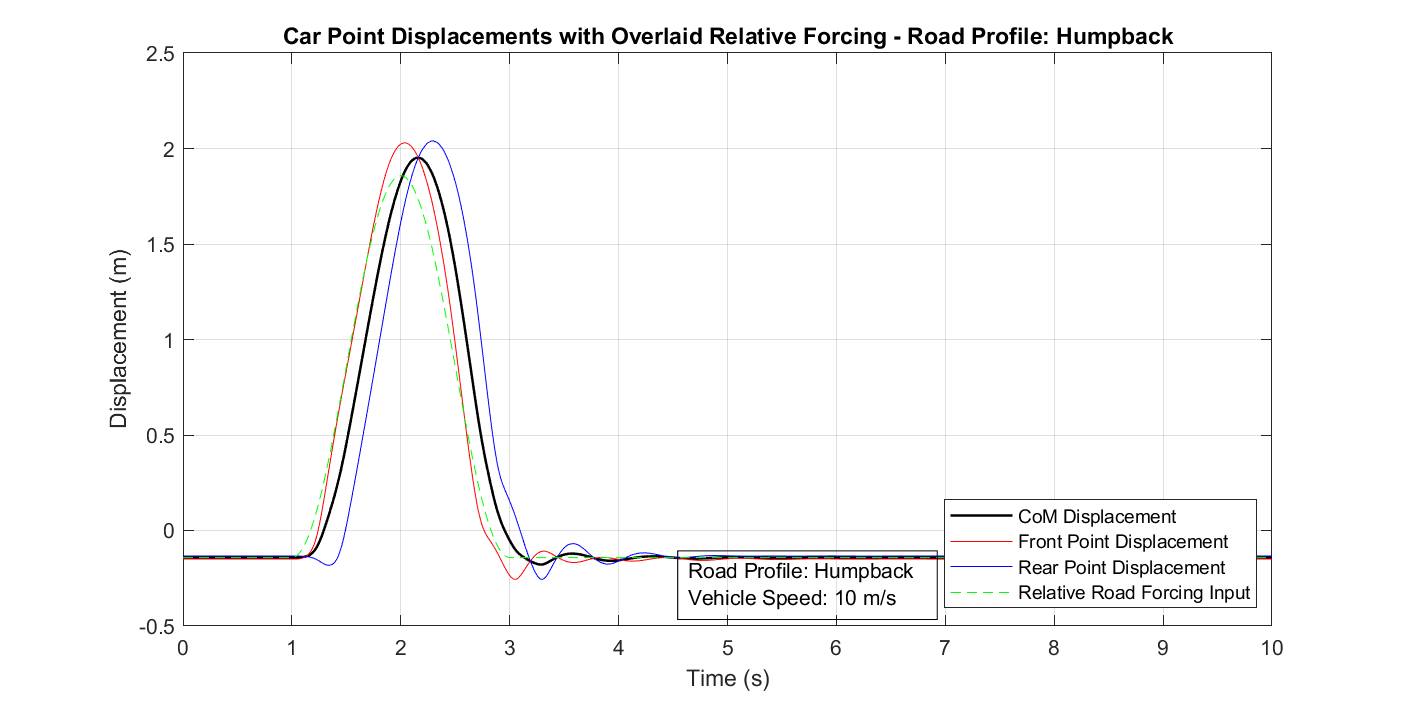 Car Point Displacements with Overlaid Relative Forcing - Road Profile: Humpback
2.5
2
1.5
1
0.5
0
-0.5
Displacement (m)
0 1 2 3 4 5 6 7 8 9 10
Time (s)
Road Profile: Humpback
Vehicle Speed: 10 m/s
CoM Displacement
Front Point Displacement
Rear Point Displacement
Relative Road Forcing Input